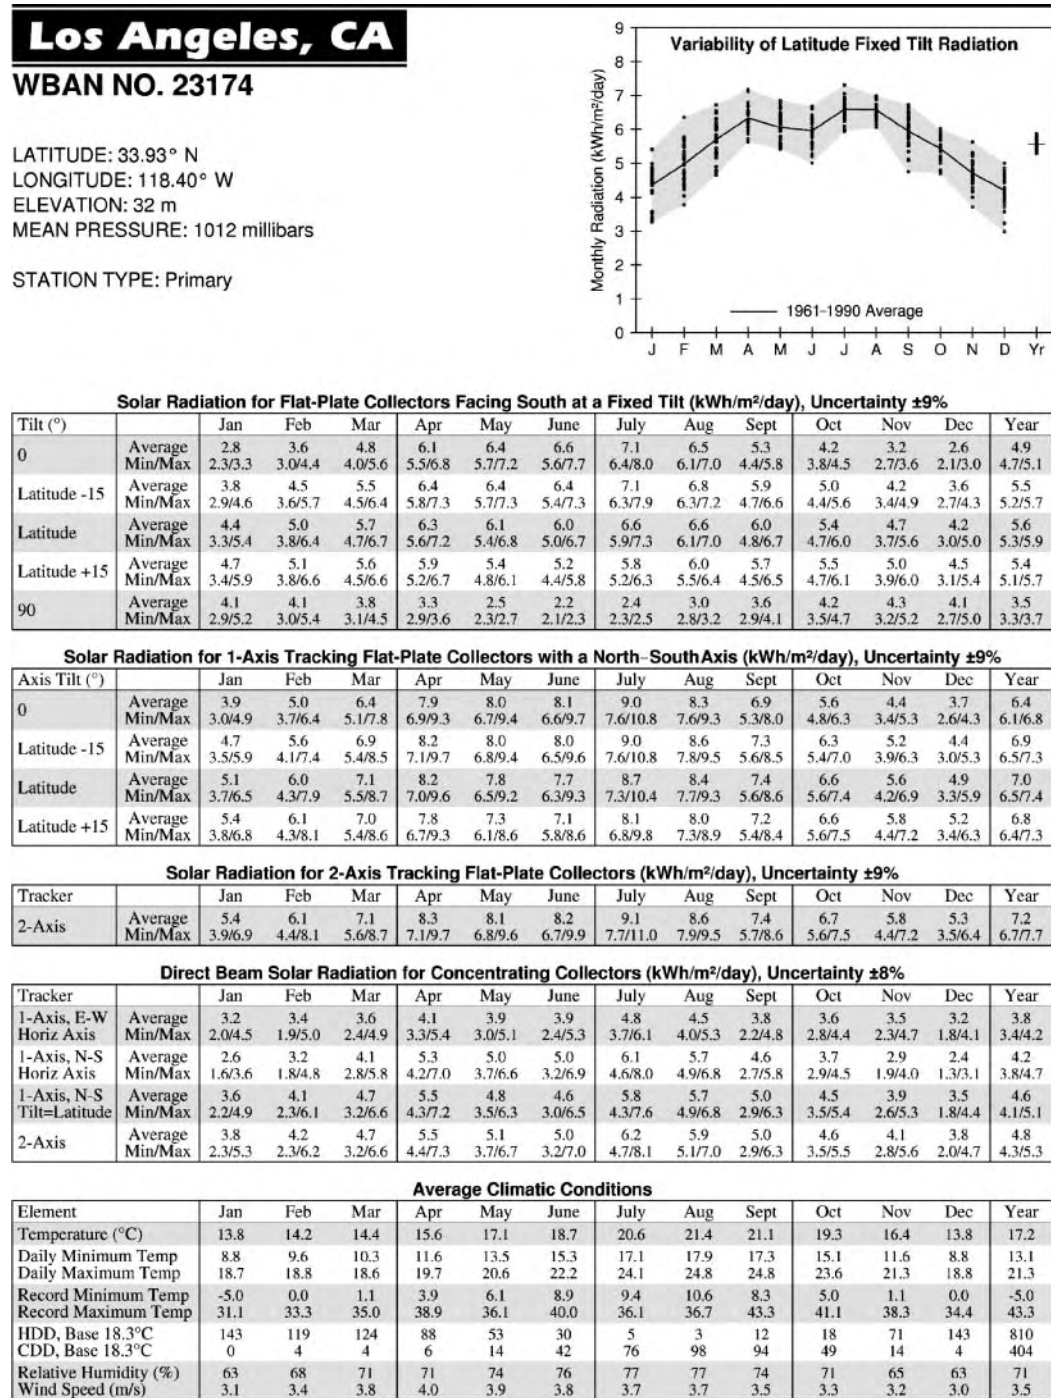 Los Angeles, CA
WBAN NO. 23174
LATITUDE: 33.93° N
LONGITUDE: 118.40° W
ELEVATION: 32 m
MEAN PRESSURE: 1012 millibars
STATION TYPE: Primary
Variability of Latitude Fixed Tilt Radiation
Monthly Radiation (kWh/m²/day)
9
8
7
6
5
4
3
2
1
0
1961–1990 Average
J F M A M J J A S O N D Yr
Solar Radiation for Flat-Plate Collectors Facing South at a Fixed Tilt (kWh/m²/day), Uncertainty ±9%
Tilt (°) Jan Feb Mar Apr May June July Aug Sept Oct Nov Dec Year
0 Average 2.8 3.6 4.8 6.1 6.4 6.6 7.1 6.5 5.3 4.2 3.2 2.6 4.9
Min/Max 2.3/3.3 3.0/4.4 4.0/5.6 5.5/6.8 5.7/7.2 5.6/7.7 6.4/8.0 6.1/7.0 4.4/5.8 3.8/4.5 2.7/3.6 2.1/3.0 4.7/5.1
Latitude -15 Average 3.8 4.5 5.5 6.4 6.4 6.4 7.1 6.8 5.9 5.0 4.2 3.6 5.5
Min/Max 2.9/4.6 3.6/5.7 4.5/6.4 5.8/7.3 5.7/7.3 5.4/7.3 6.3/7.9 6.3/7.2 4.7/6.6 4.4/5.6 3.4/4.9 2.7/4.3 5.2/5.7
Latitude Average 4.4 5.0 5.7 6.3 6.1 6.0 6.6 6.6 6.0 5.4 4.7 4.2 5.6
Min/Max 3.3/5.4 3.8/6.4 4.7/6.7 5.6/7.2 5.4/6.8 5.0/6.7 5.9/7.3 6.1/7.0 4.8/6.7 4.7/6.0 3.7/5.6 3.0/5.0 5.3/5.9
Latitude +15 Average 4.7 5.1 5.6 5.9 5.4 5.2 5.8 6.0 5.7 5.5 5.0 4.5 5.4
Min/Max 3.4/5.9 3.8/6.6 4.5/6.6 5.2/6.7 4.8/6.1 4.4/5.8 5.2/6.3 5.5/6.4 4.5/6.5 4.7/6.1 3.9/6.0 3.1/5.4 5.1/5.7
90 Average 4.1 4.1 3.8 3.3 2.5 2.2 2.4 3.0 3.6 4.2 4.3 4.1 3.5
Min/Max 2.9/5.2 3.0/5.4 3.1/4.5 2.9/3.6 2.3/2.7 2.1/2.3 2.3/2.5 2.8/3.2 2.9/4.1 3.5/4.7 3.2/5.2 2.7/5.0 3.3/3.7
Solar Radiation for 1-Axis Tracking Flat-Plate Collectors with a North–South Axis (kWh/m²/day), Uncertainty ±9%
Axis Tilt (°) Jan Feb Mar Apr May June July Aug Sept Oct Nov Dec Year
0 Average 3.9 5.0 6.4 7.9 8.0 8.1 9.0 8.3 6.9 5.6 4.4 3.7 6.4
Min/Max 3.0/4.9 3.7/6.4 5.1/7.8 6.9/9.3 6.7/9.4 6.6/9.7 7.6/10.8 7.6/9.3 5.3/8.0 4.8/6.3 3.4/5.3 2.6/4.3 6.1/6.8
Latitude -15 Average 4.7 5.6 6.9 8.2 8.0 8.0 9.0 8.6 7.3 6.3 5.2 4.4 6.9
Min/Max 3.5/5.9 4.1/7.4 5.4/8.5 7.1/9.7 6.8/9.4 6.5/9.6 7.6/10.8 7.8/9.5 5.6/8.5 5.4/7.0 3.9/6.3 3.0/5.3 6.5/7.3
Latitude Average 5.1 6.0 7.1 8.2 7.8 7.7 8.7 8.4 7.4 6.6 5.6 4.9 7.0
Min/Max 3.7/6.5 4.3/7.9 5.5/8.7 7.0/9.6 6.5/9.2 6.3/9.3 7.3/10.4 7.7/9.3 5.6/8.6 5.6/7.4 4.2/6.9 3.3/5.9 6.5/7.4
Latitude +15 Average 5.4 6.1 7.0 7.8 7.3 7.1 8.1 8.0 7.2 6.6 5.8 5.2 6.8
Min/Max 3.8/6.8 4.3/8.1 5.4/8.6 6.7/9.3 6.1/8.6 5.8/8.6 6.8/9.8 7.3/8.9 5.4/8.4 5.6/7.5 4.4/7.2 3.4/6.3 6.4/7.3
Solar Radiation for 2-Axis Tracking Flat-Plate Collectors (kWh/m²/day), Uncertainty ±9%
Tracker Jan Feb Mar Apr May June July Aug Sept Oct Nov Dec Year
2-Axis Average 5.4 6.1 7.1 8.3 8.1 8.2 9.1 8.6 7.4 6.7 5.8 5.3 7.2
Min/Max 3.9/6.9 4.4/8.1 5.6/8.7 7.1/9.7 6.8/9.6 6.7/9.9 7.7/11.0 7.9/9.5 5.7/8.6 5.6/7.5 4.4/7.2 3.5/6.4 6.7/7.7
Direct Beam Solar Radiation for Concentrating Collectors (kWh/m²/day), Uncertainty ±8%
Tracker Jan Feb Mar Apr May June July Aug Sept Oct Nov Dec Year
1-Axis, E-W Average 3.2 3.4 3.6 4.1 3.9 3.9 4.8 4.5 3.8 3.6 3.5 3.2 3.8
Horiz Axis Min/Max 2.0/4.5 1.9/5.0 2.4/4.9 3.3/5.4 3.0/5.1 2.4/5.3 3.7/6.1 4.0/5.3 2.2/4.8 2.8/4.4 2.3/4.7 1.8/4.1 3.4/4.2
1-Axis, N-S Average 2.6 3.2 4.1 5.3 5.0 5.0 6.1 5.7 4.6 3.7 2.9 2.4 4.2
Horiz Axis Min/Max 1.6/3.6 1.8/4.8 2.8/5.8 4.2/7.0 3.7/6.6 3.2/6.9 4.6/8.0 4.9/6.8 2.7/5.8 2.9/4.5 1.9/4.0 1.3/3.1 3.8/4.7
1-Axis, N-S Average 3.6 4.1 4.7 5.5 4.8 4.6 5.8 5.7 5.0 4.5 3.9 3.5 4.6
Tilt=Latitude Min/Max 2.2/4.9 2.3/6.1 3.2/6.6 4.3/7.2 3.5/6.3 3.0/6.5 4.3/7.6 4.9/6.8 2.9/6.3 3.5/5.4 2.6/5.3 1.8/4.4 4.1/5.1
2-Axis Average 3.8 4.2 4.7 5.5 5.1 5.0 6.2 5.9 5.0 4.6 4.1 3.8 4.8
Min/Max 2.3/5.3 2.3/6.2 3.2/6.6 4.4/7.3 3.7/6.7 3.2/7.0 4.7/8.1 5.1/7.0 2.9/6.3 3.5/5.5 2.8/5.6 2.0/4.7 4.3/5.3
Average Climatic Conditions
Element Jan Feb Mar Apr May June July Aug Sept Oct Nov Dec Year
Temperature (°C) 13.8 14.2 14.4 15.6 17.1 18.7 20.6 21.4 21.1 19.3 16.4 13.8 17.2
Daily Minimum Temp 8.8 9.6 10.3 11.6 13.5 15.3 17.1 17.9 17.3 15.1 11.6 8.8 13.1
Daily Maximum Temp 18.7 18.8 18.6 19.7 20.6 22.2 24.1 24.8 24.8 23.6 21.3 18.8 21.3
Record Minimum Temp -5.0 0.0 1.1 3.9 6.1 8.9 9.4 10.6 8.3 5.0 1.1 0.0 -5.0
Record Maximum Temp 31.1 33.3 35.0 38.9 36.1 40.0 36.1 36.7 43.3 41.1 38.3 34.4 43.3
HDD, Base 18.3°C 143 119 124 88 53 30 5 3 12 18 71 143 810
CDD, Base 18.3°C 0 4 4 6 14 42 76 98 94 49 14 4 404
Relative Humidity (%) 63 68 71 71 74 76 77 77 74 71 65 63 71
Wind Speed (m/s) 3.1 3.4 3.8 4.0 3.9 3.8 3.7 3.7 3.5 3.3 3.2 3.0 3.5